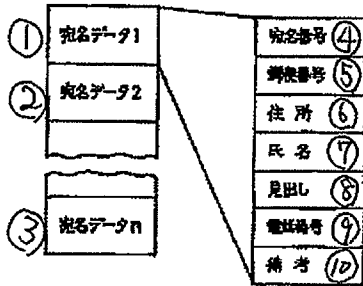 ① 宛名データ1
② 宛名データ2
③ 宛名データn
宛名番号 ④
郵便番号 ⑤
住所 ⑥
氏名 ⑦
見出し ⑧
電話番号 ⑨
備考 ⑩